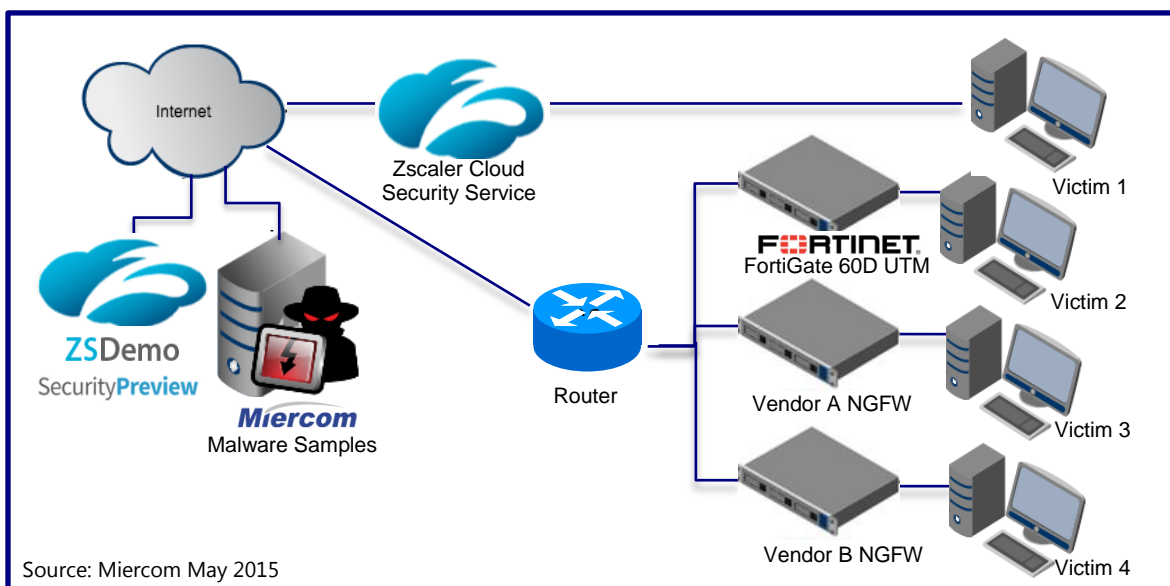 Internet
Zscaler Cloud
Security Service
Victim 1
FORTINET
FortiGate 60D UTM
Victim 2
ZSDemo
SecurityPreview
Miercom
Malware Samples
Router
Vendor A NGFW
Victim 3
Vendor B NGFW
Victim 4
Source: Miercom May 2015